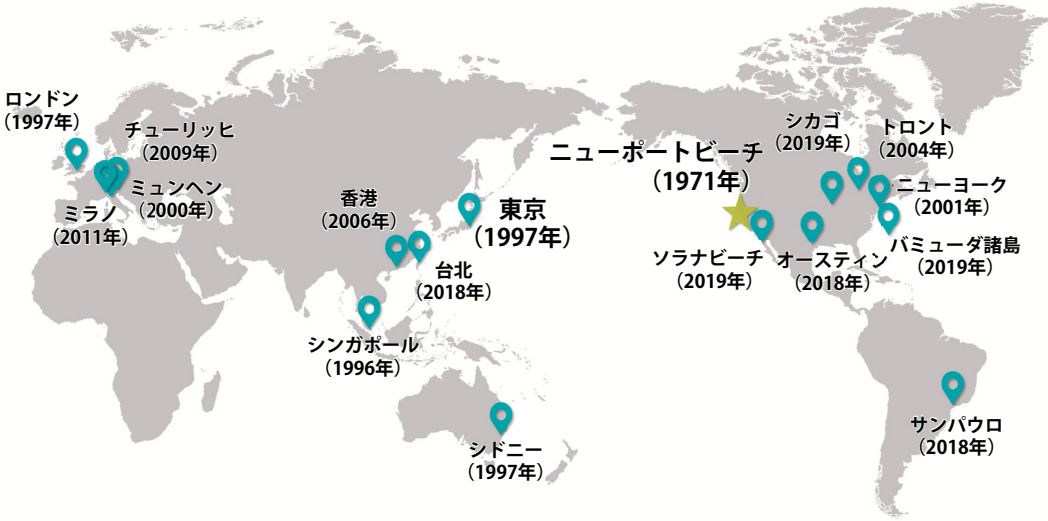 ロンドン
（1997年）
チューリッヒ
（2009年）
ミュンヘン
（2000年）
ミラノ
（2011年）
香港
（2006年）
東京
（1997年）
台北
（2018年）
シンガポール
（1996年）
シドニー
（1997年）
ニューポートビーチ
（1971年）
シカゴ
（2019年）
トロント
（2004年）
ニューヨーク
（2001年）
バミューダ諸島
（2019年）
ソラナビーチ
（2019年）
オースティン
（2018年）
サンパウロ
（2018年）